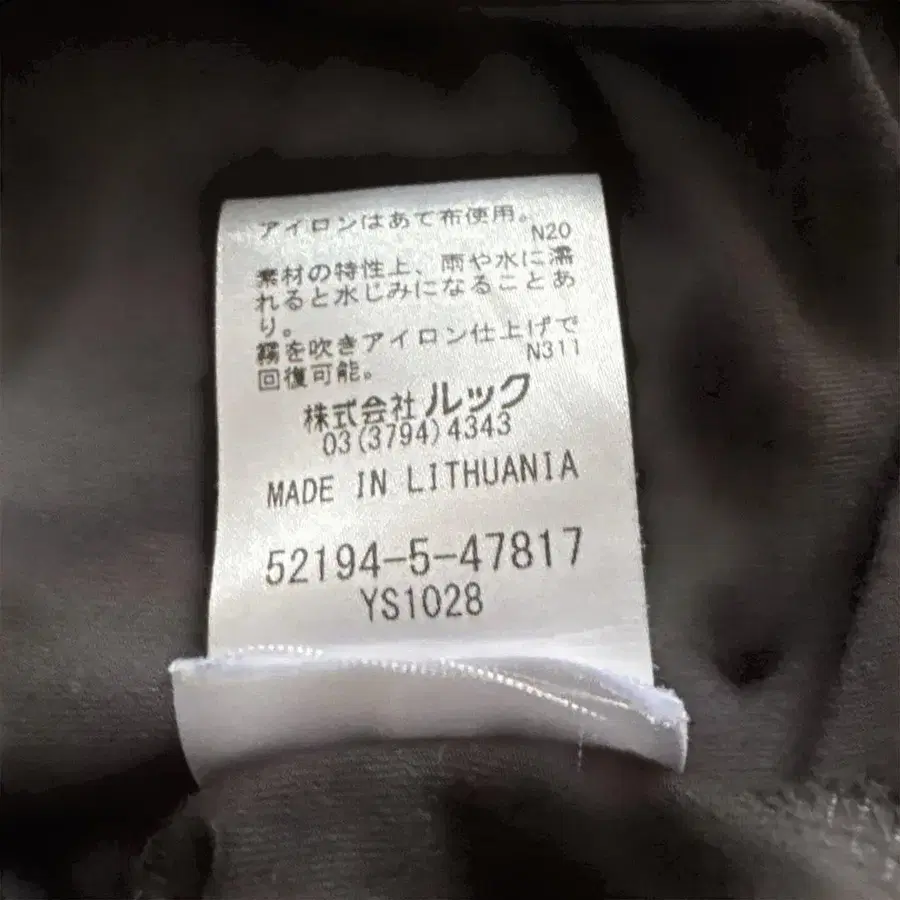 アイロンはあて布使用。
N20
素材の特性上、雨や水に濡
れると水じみになることあ
り。
霧を吹きアイロン仕上げで
N311
回復可能。
株式会社 ルック
03(3794)4343
MADE IN LITHUANIA
52194-5-47817
YS1028